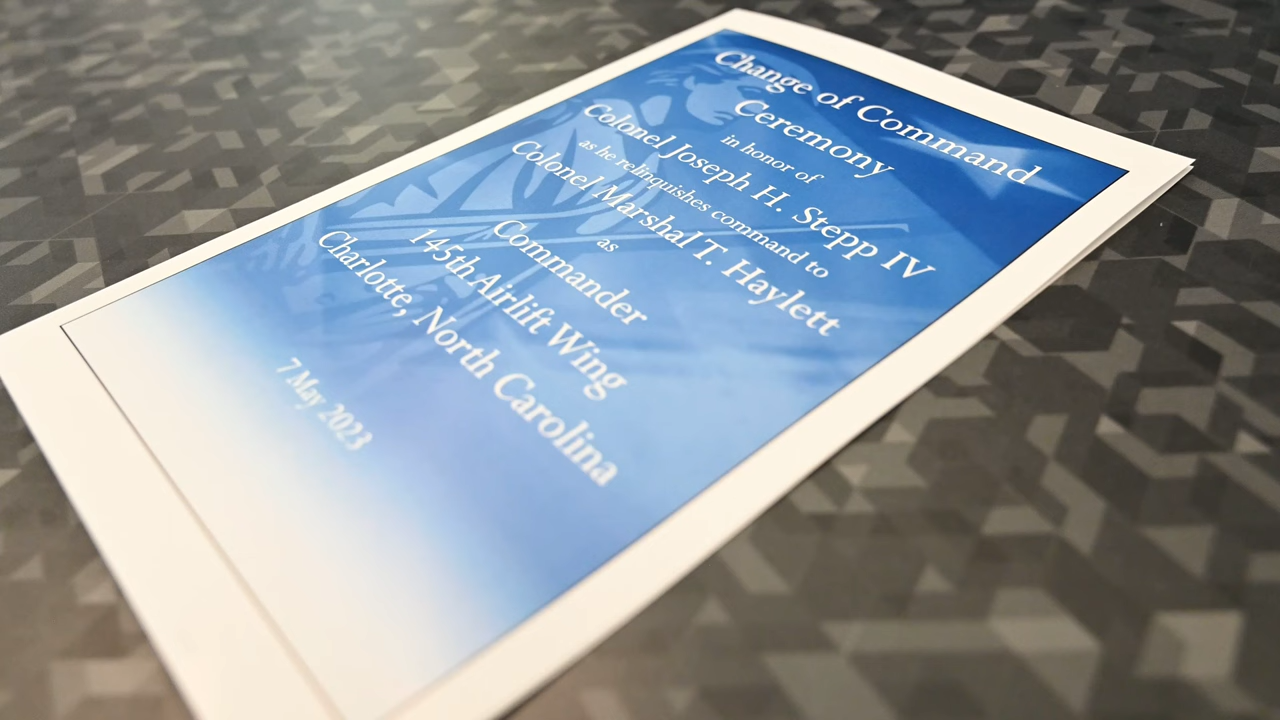 Change of Command
Ceremony
in honor of
Colonel Joseph H. Stepp IV
as he relinquishes command to
Colonel Marshal T. Haylett
as
Commander
145th Airlift Wing
Charlotte, North Carolina
7 May 2023